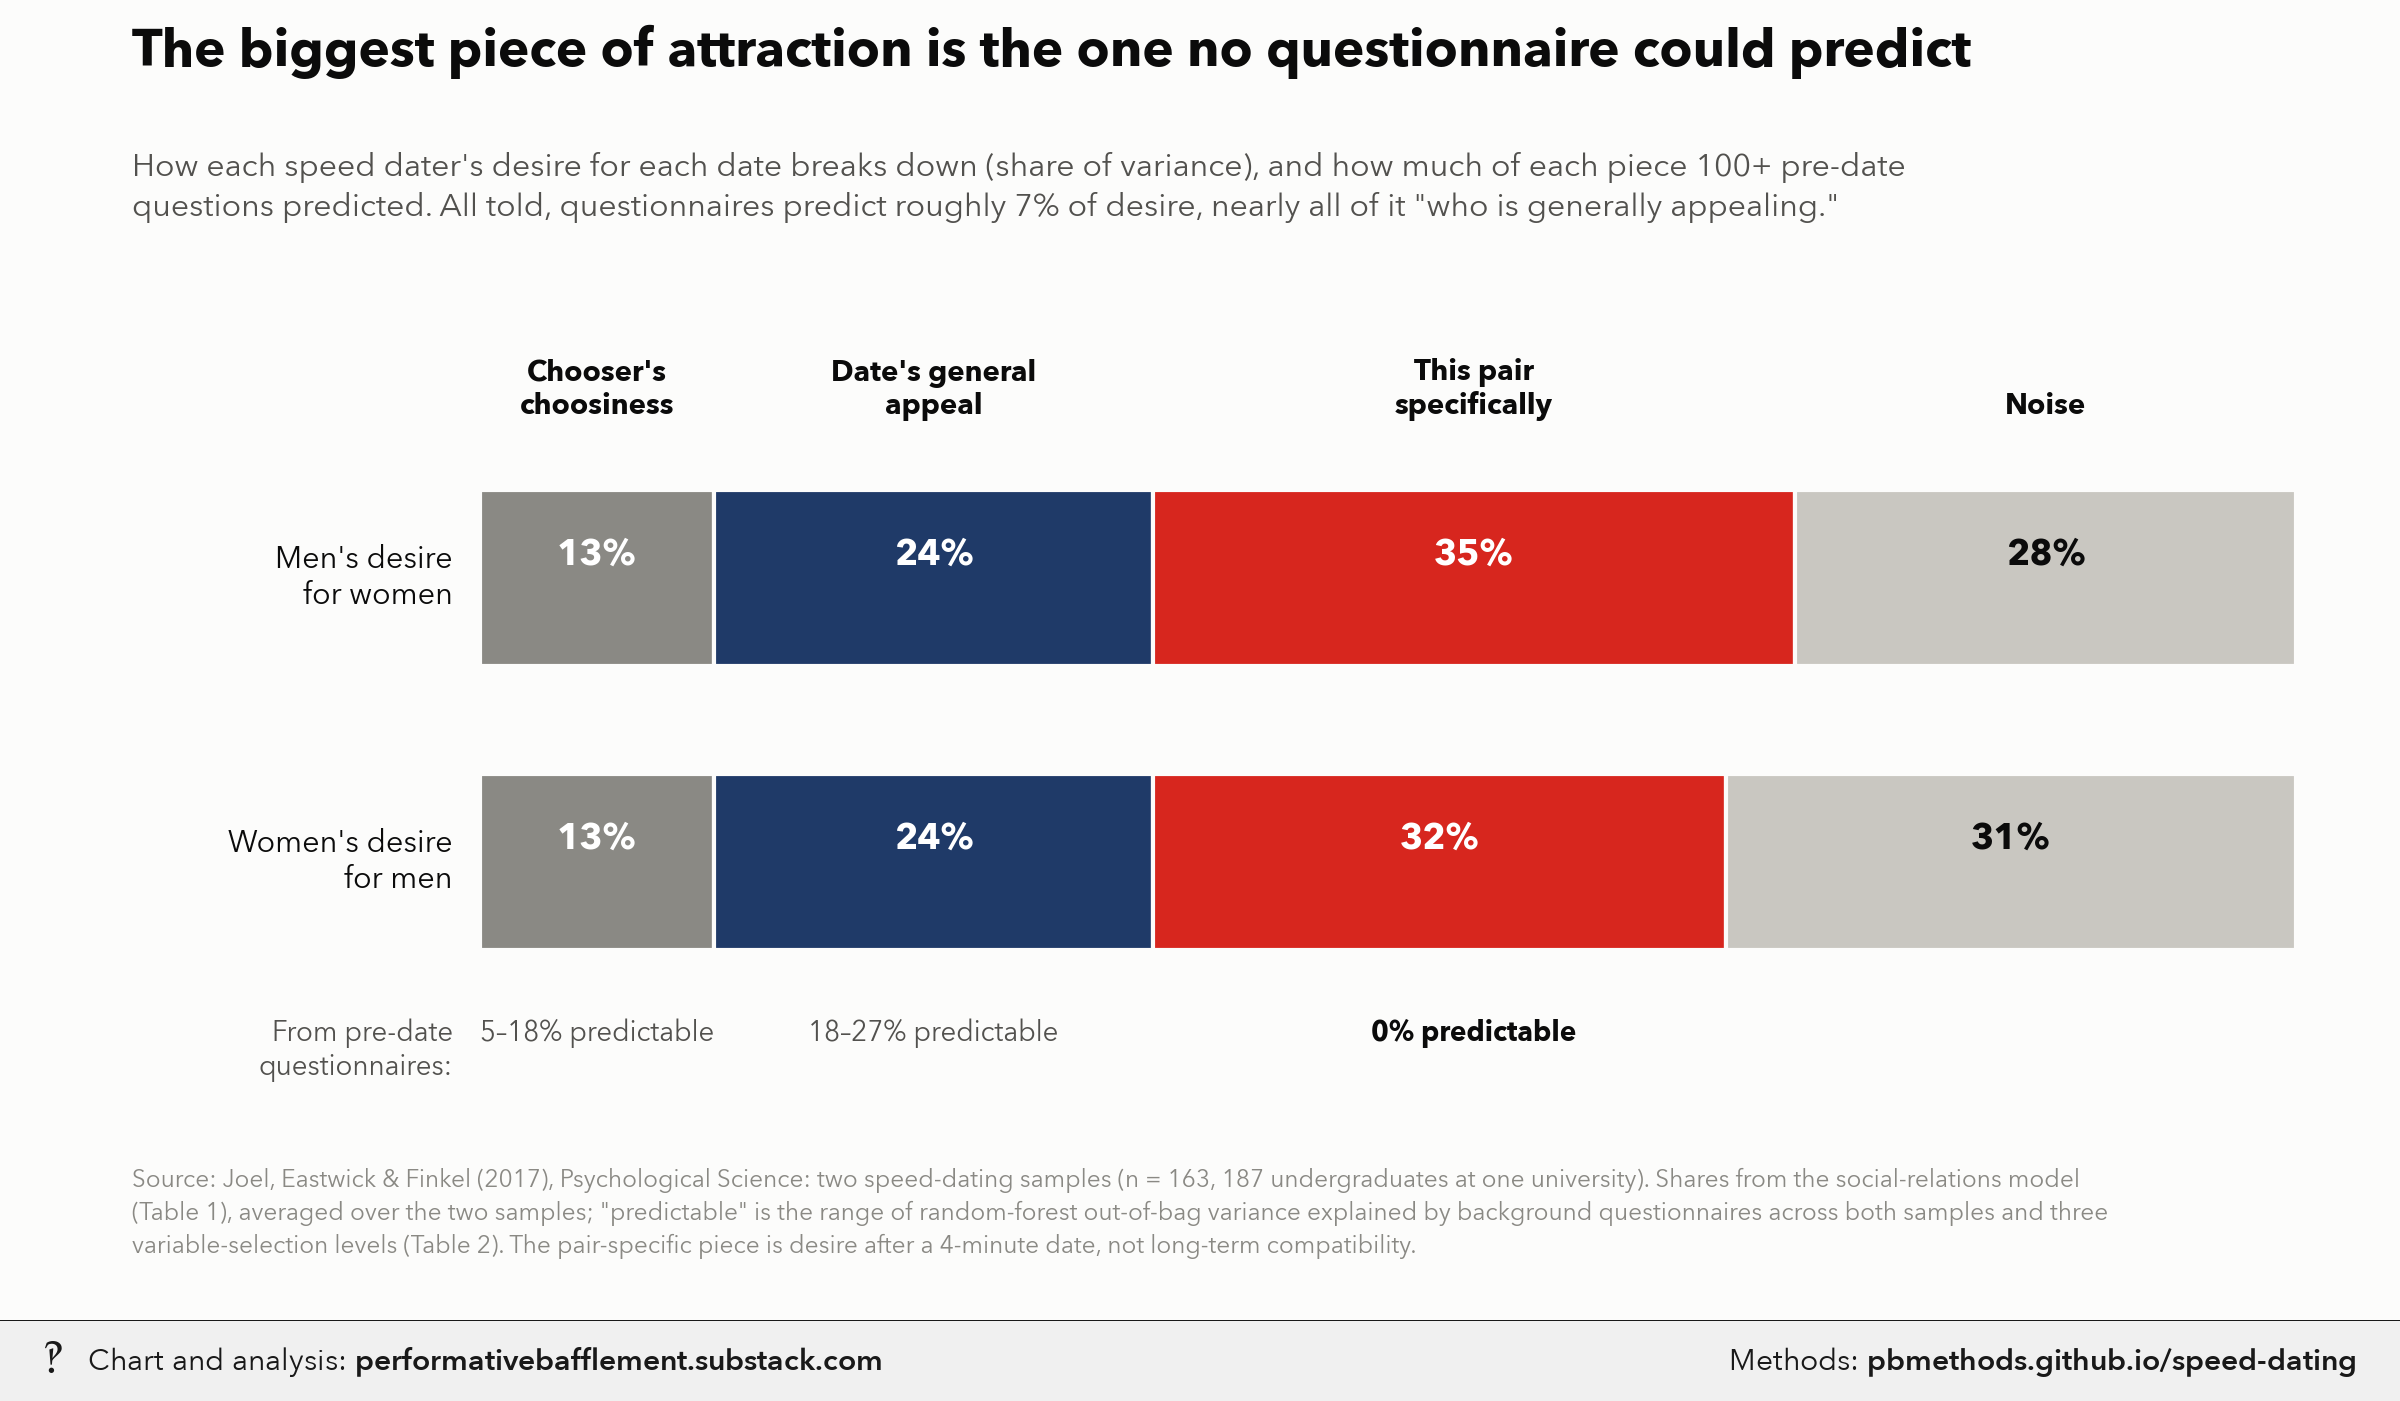 The biggest piece of attraction is the one no questionnaire could predict
How each speed dater's desire for each date breaks down (share of variance), and how much of each piece 100+ pre-date
questions predicted. All told, questionnaires predict roughly 7% of desire, nearly all of it "who is generally appealing."
Chooser's
choosiness
Date's general
appeal
This pair
specifically
Noise
Men's desire
for women
13%
24%
35%
28%
Women's desire
for men
13%
24%
32%
31%
From pre-date
questionnaires:
5–18% predictable
18–27% predictable
0% predictable
Source: Joel, Eastwick & Finkel (2017), Psychological Science: two speed-dating samples (n = 163, 187 undergraduates at one university). Shares from the social-relations model
(Table 1), averaged over the two samples; "predictable" is the range of random-forest out-of-bag variance explained by background questionnaires across both samples and three
variable-selection levels (Table 2). The pair-specific piece is desire after a 4-minute date, not long-term compatibility.
‽ Chart and analysis: performativebafflement.substack.com
Methods: pbmethods.github.io/speed-dating